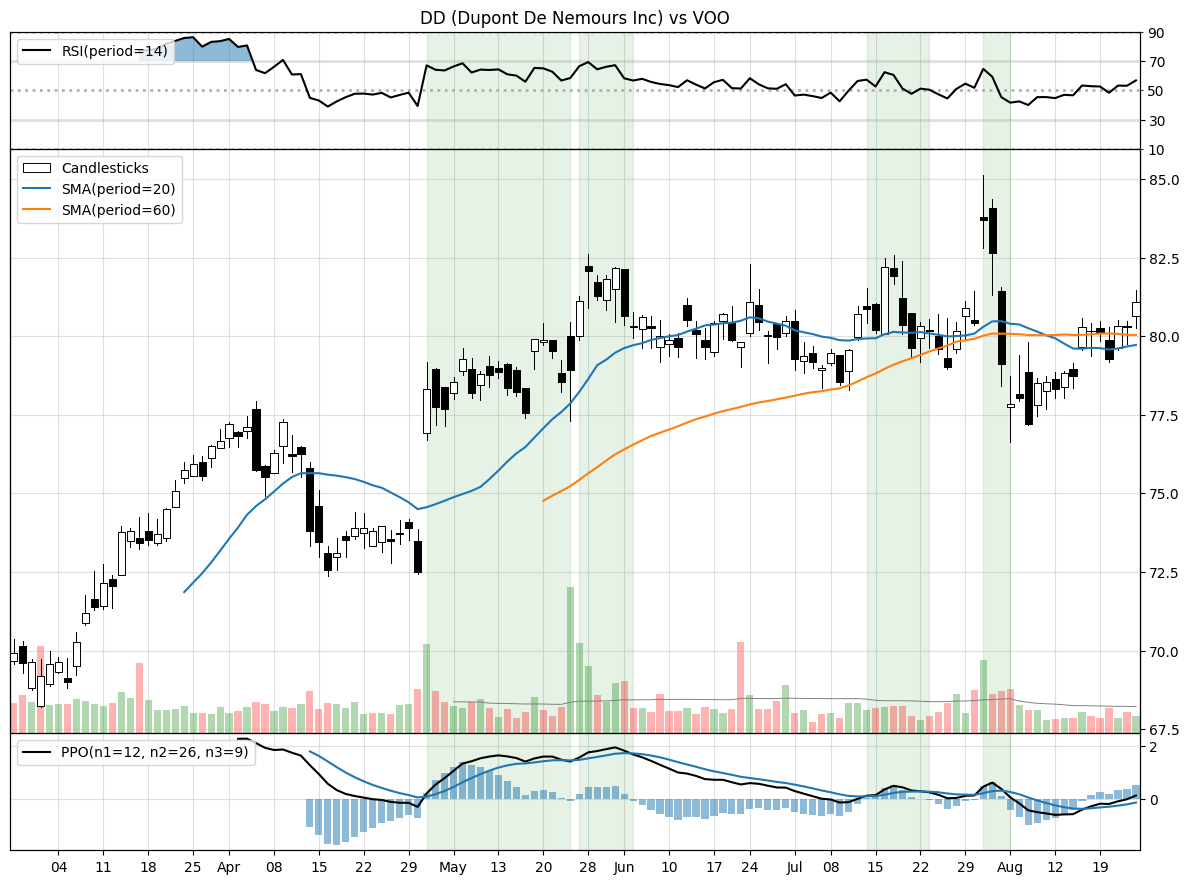 DD (Dupont De Nemours Inc) vs VOO
RSI(period=14)
90
70
50
30
10
Candlesticks
SMA(period=20)
SMA(period=60)
85.0
82.5
80.0
77.5
75.0
72.5
70.0
67.5
PPO(n1=12, n2=26, n3=9)
2
0
04 11 18 25 Apr 08 15 22 29 May 13 20 28 Jun 10 17 24 Jul 08 15 22 29 Aug 12 19